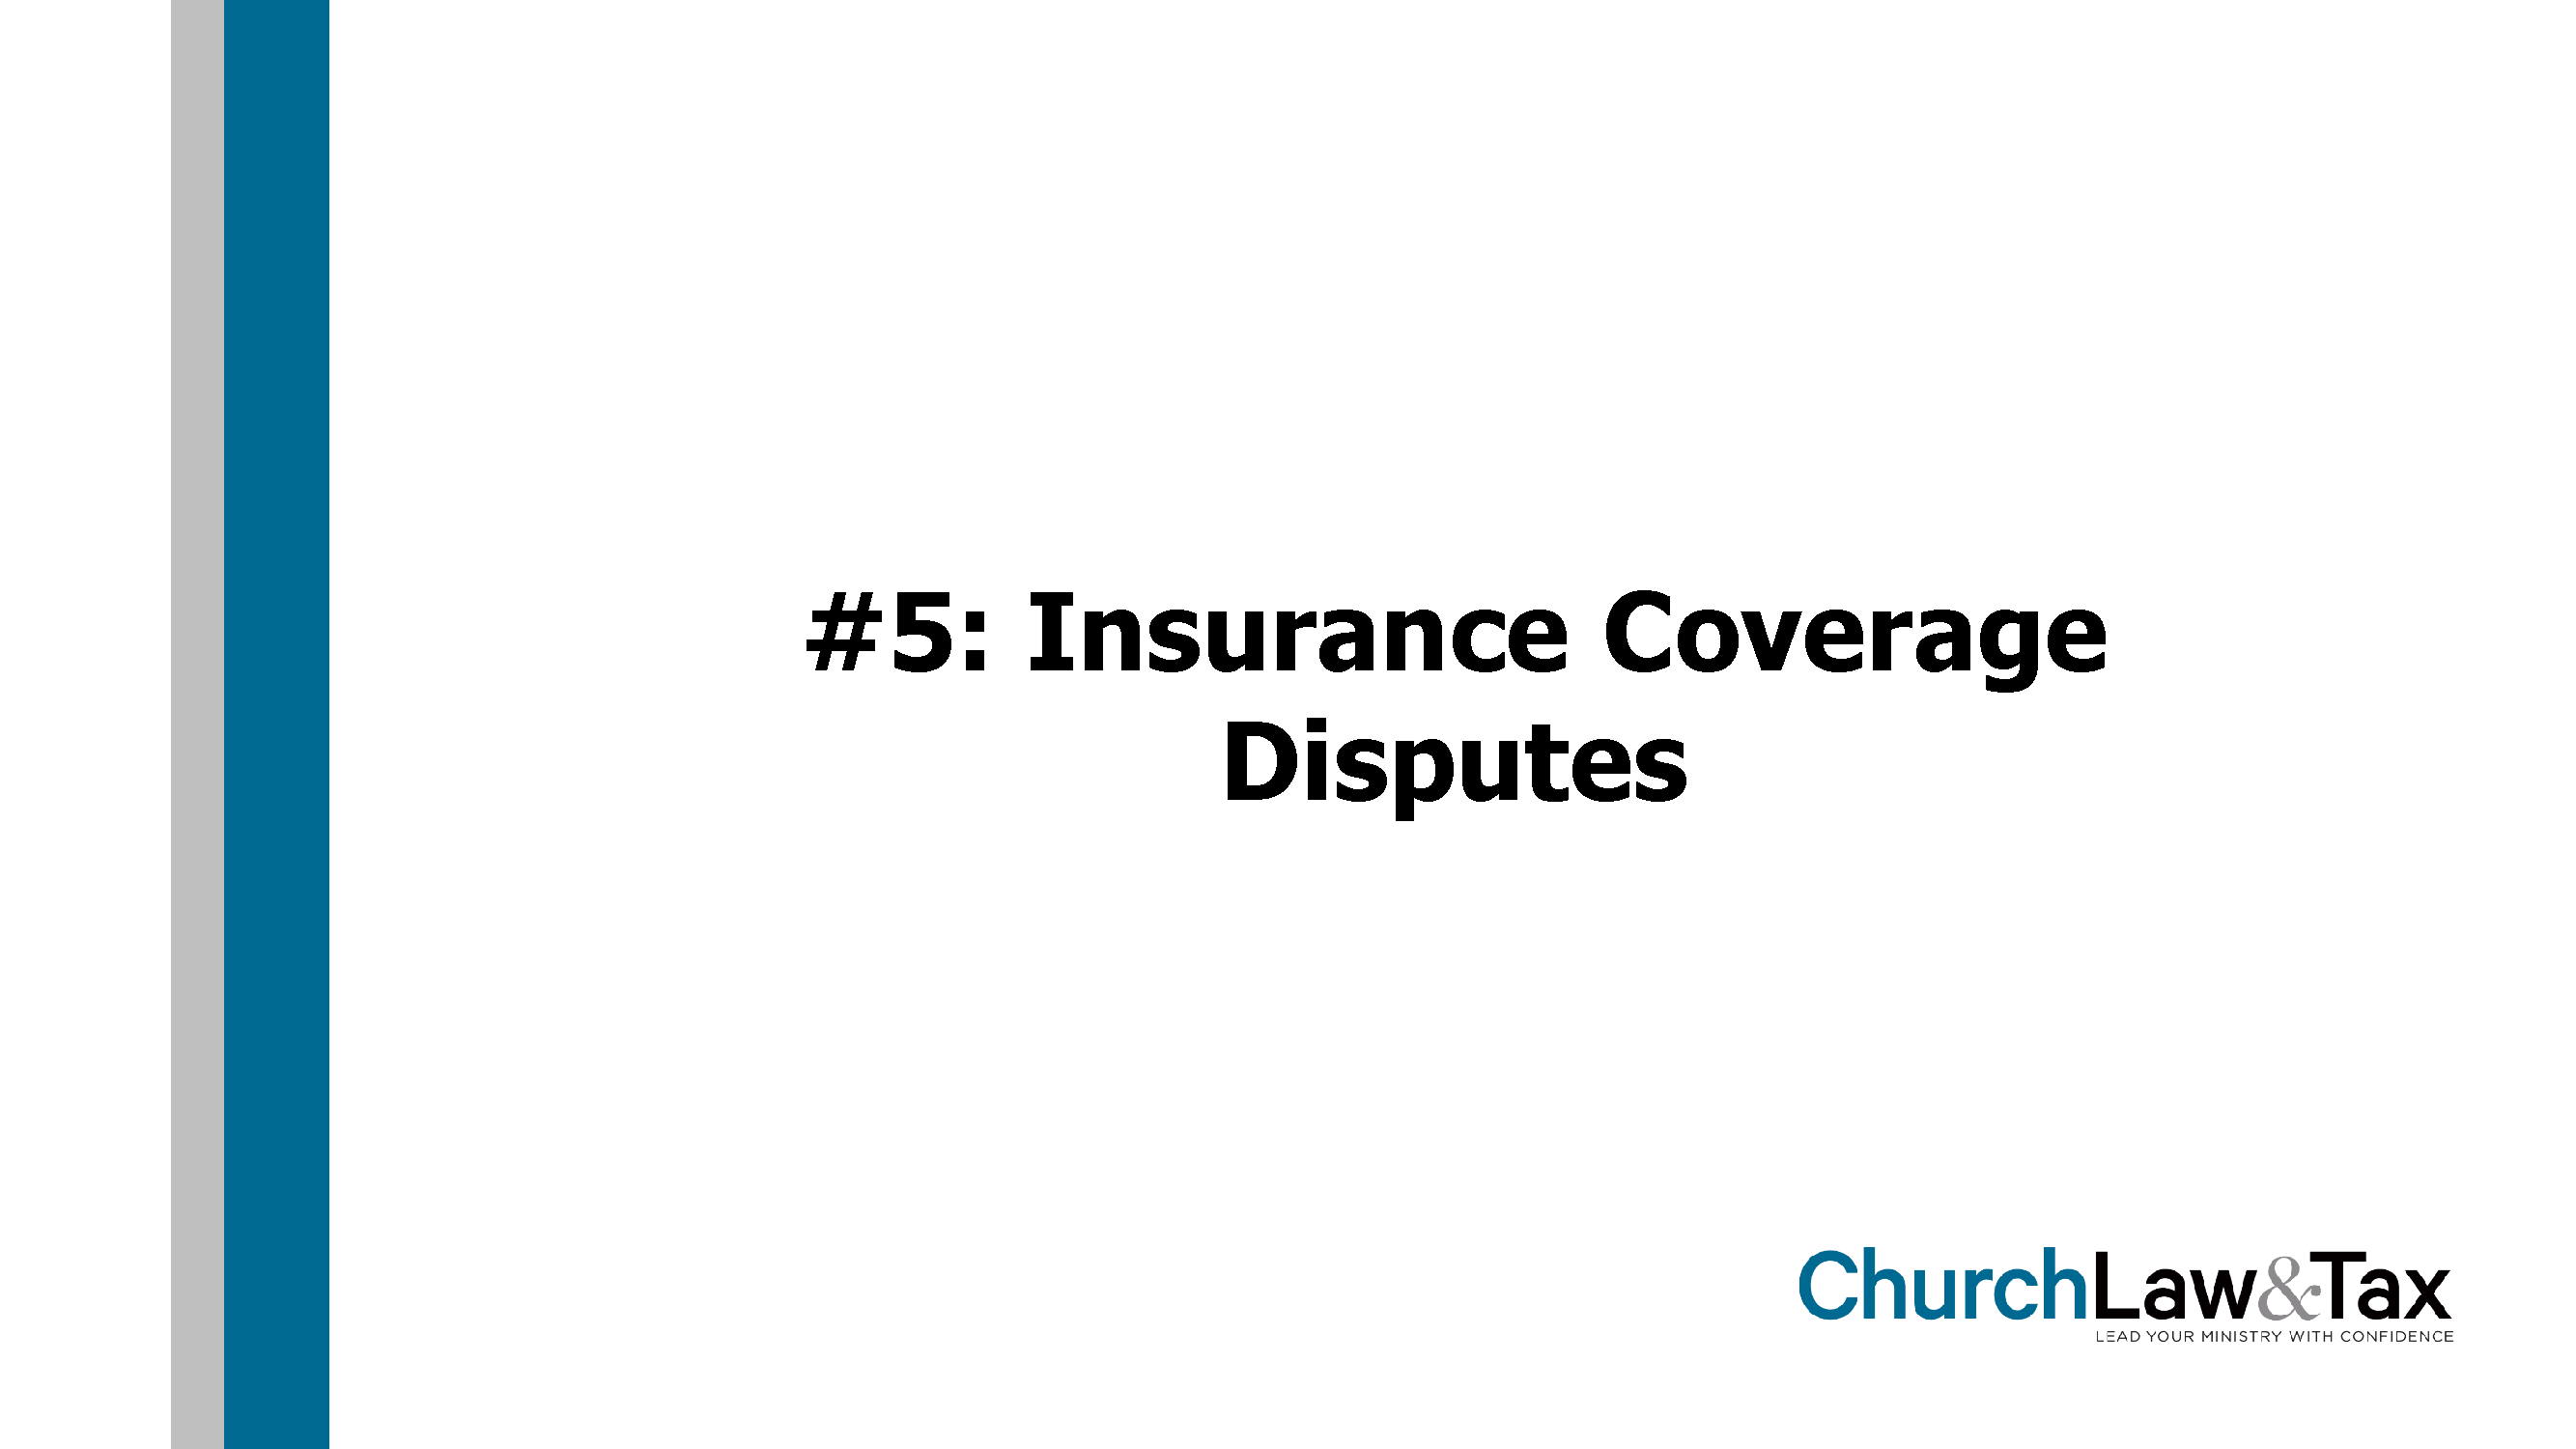 #5: Insurance Coverage
Disputes
ChurchLaw&Tax
LEAD YOUR MINISTRY WITH CONFIDENCE